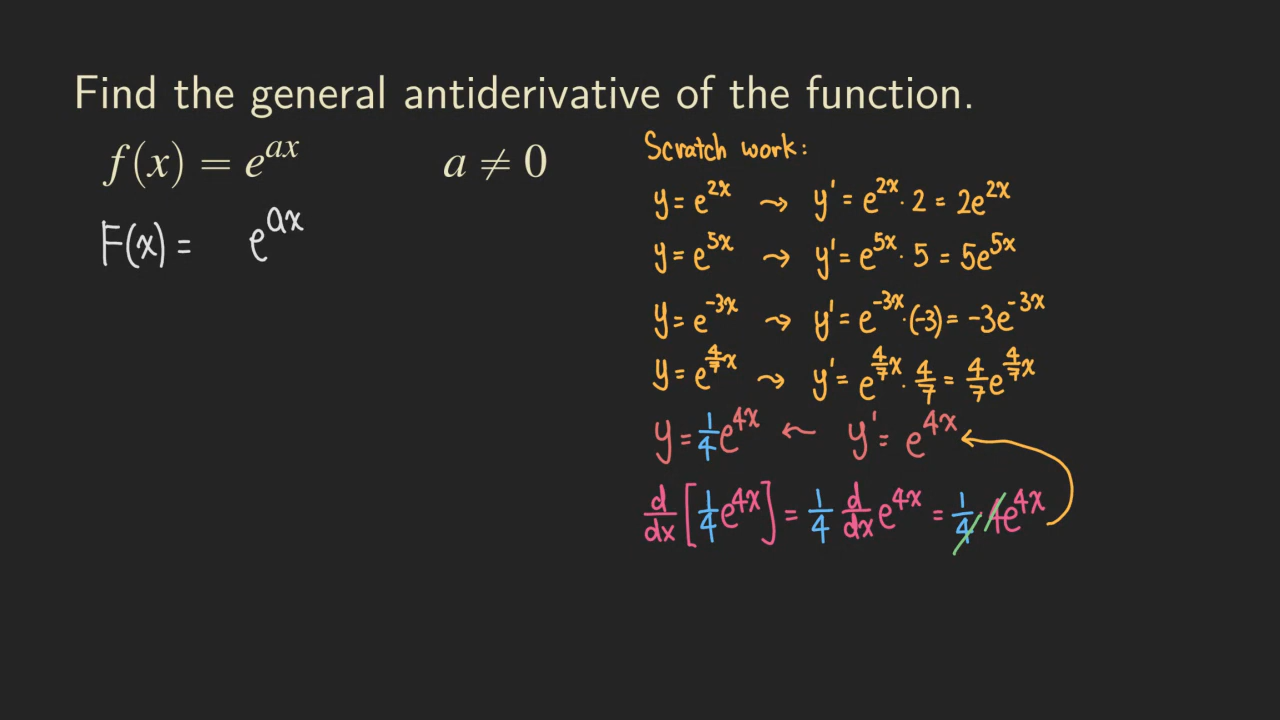 Find the general antiderivative of the function.
f(x) = e^{ax} a ≠ 0
F(x) = e^{ax}
Scratch work:
y = e^{2x} ⇝ y' = e^{2x} · 2 = 2e^{2x}
y = e^{5x} ⇝ y' = e^{5x} · 5 = 5e^{5x}
y = e^{-3x} ⇝ y' = e^{-3x} · (-3) = -3e^{-3x}
y = e^{4/7 x} ⇝ y' = e^{4/7 x} · 4/7 = 4/7 e^{4/7 x}
y = 1/4 e^{4x} ← y' = e^{4x}
d/dx [1/4 e^{4x}] = 1/4 d/dx e^{4x} = 1/4 · 4e^{4x}